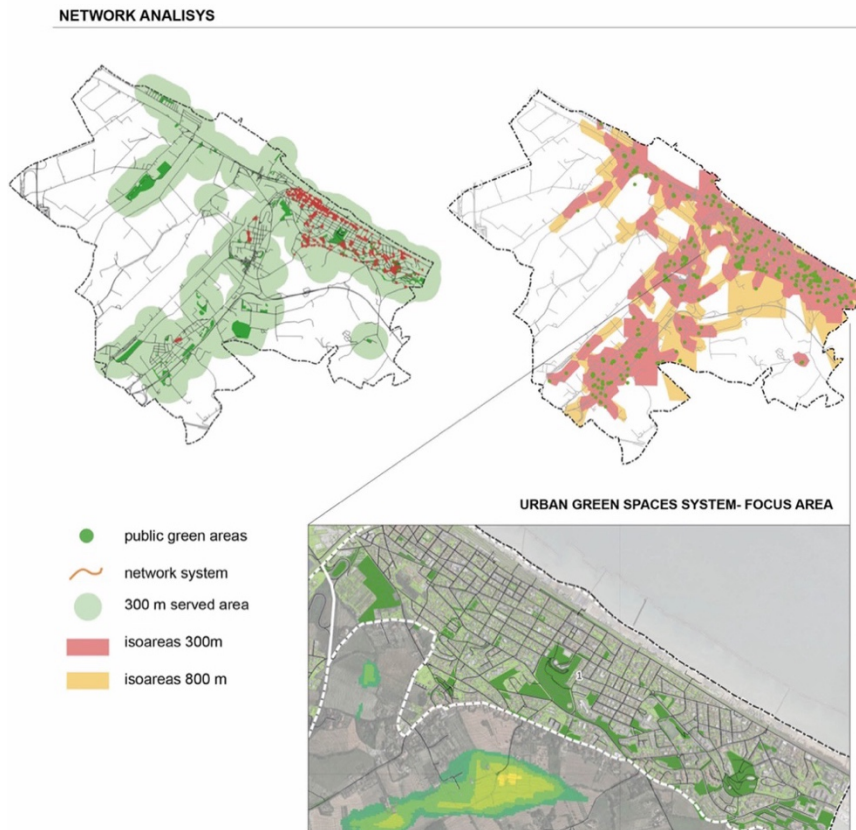 NETWORK ANALISYS
URBAN GREEN SPACES SYSTEM- FOCUS AREA
public green areas
network system
300 m served area
isoareas 300m
isoareas 800 m
1